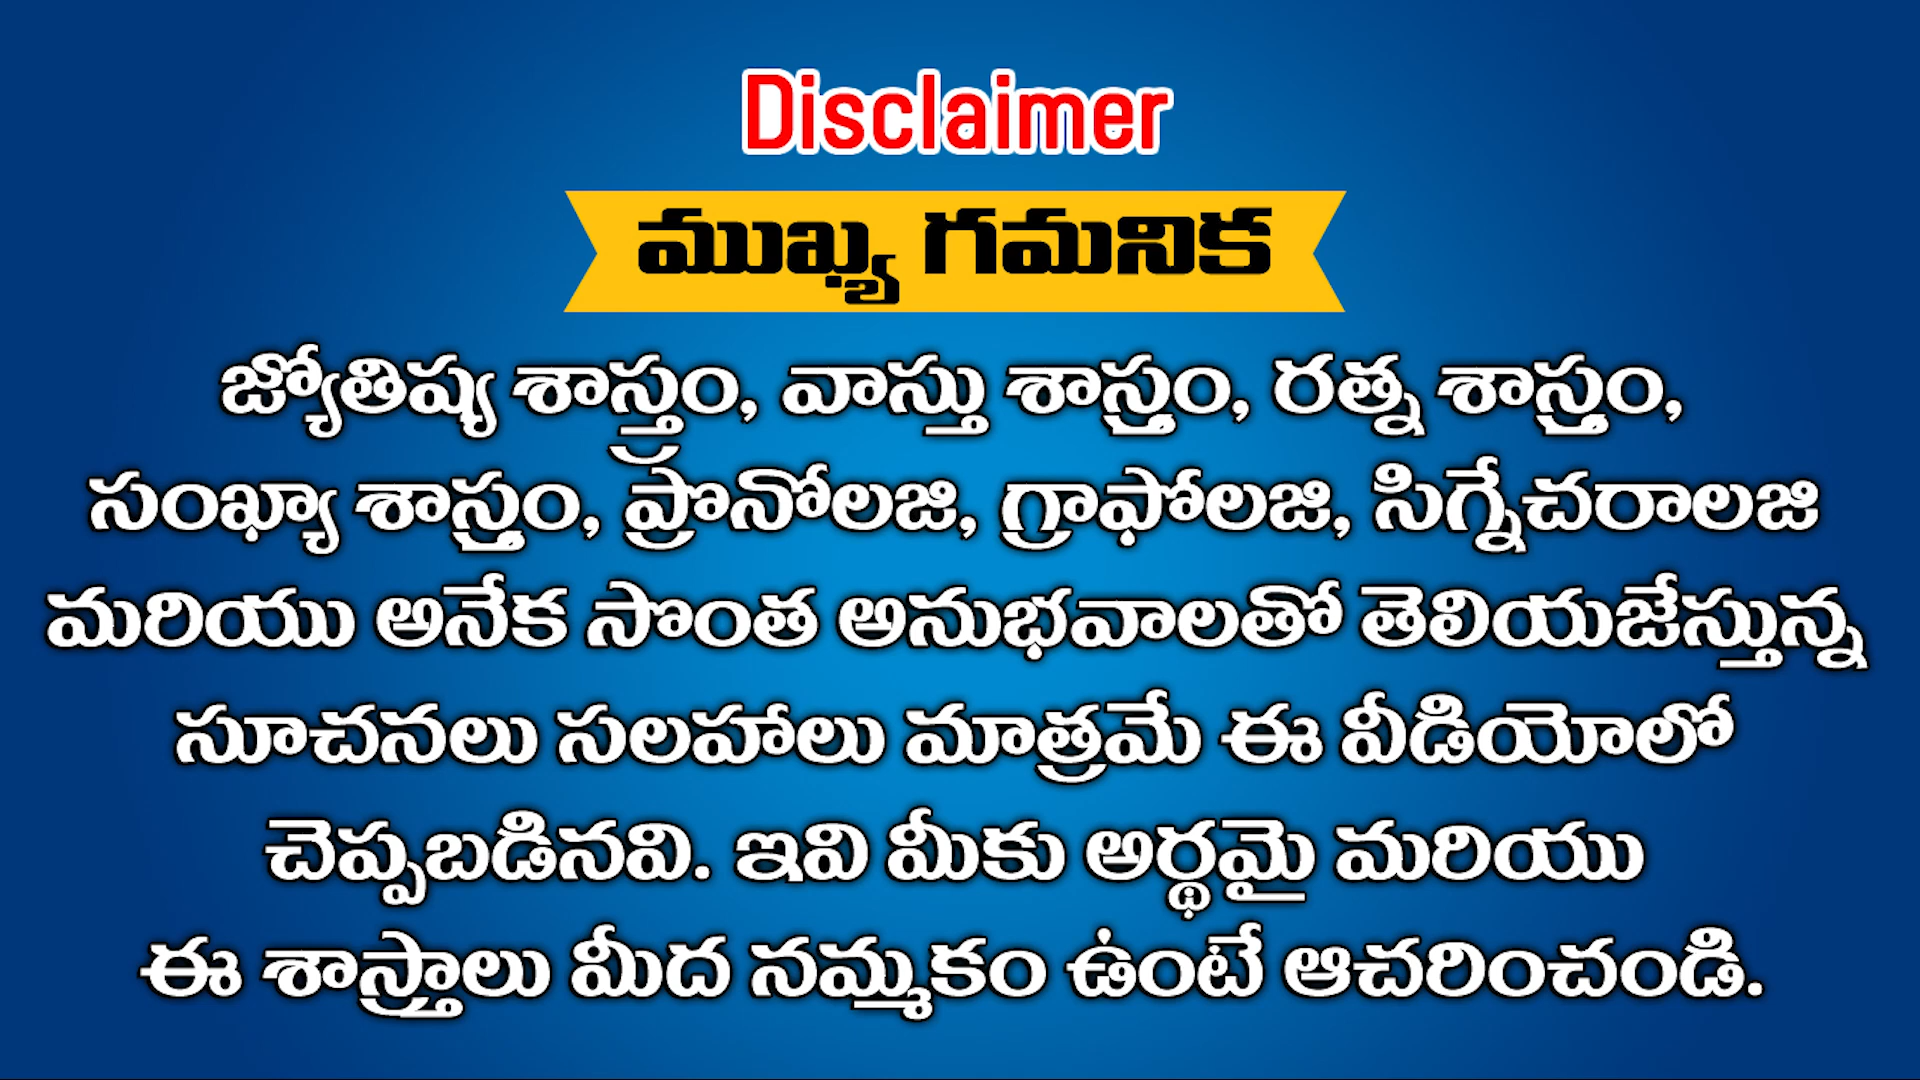 Disclaimer
ముఖ్య గమనిక
జ్యోతిష్య శాస్త్రం, వాస్తు శాస్త్రం, రత్న శాస్త్రం,
సంఖ్యా శాస్త్రం, ప్రొనోలజి, గ్రాఫోలజి, సిగ్నేచరాలజి
మరియు అనేక సొంత అనుభవాలతో తెలియజేస్తున్న
సూచనలు సలహాలు మాత్రమే ఈ వీడియోలో
చెప్పబడినవి. ఇవి మీకు అర్థమై మరియు
ఈ శాస్త్రాలు మీద నమ్మకం ఉంటే ఆచరించండి.